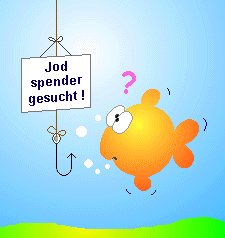 Jod
spender
gesucht !
?